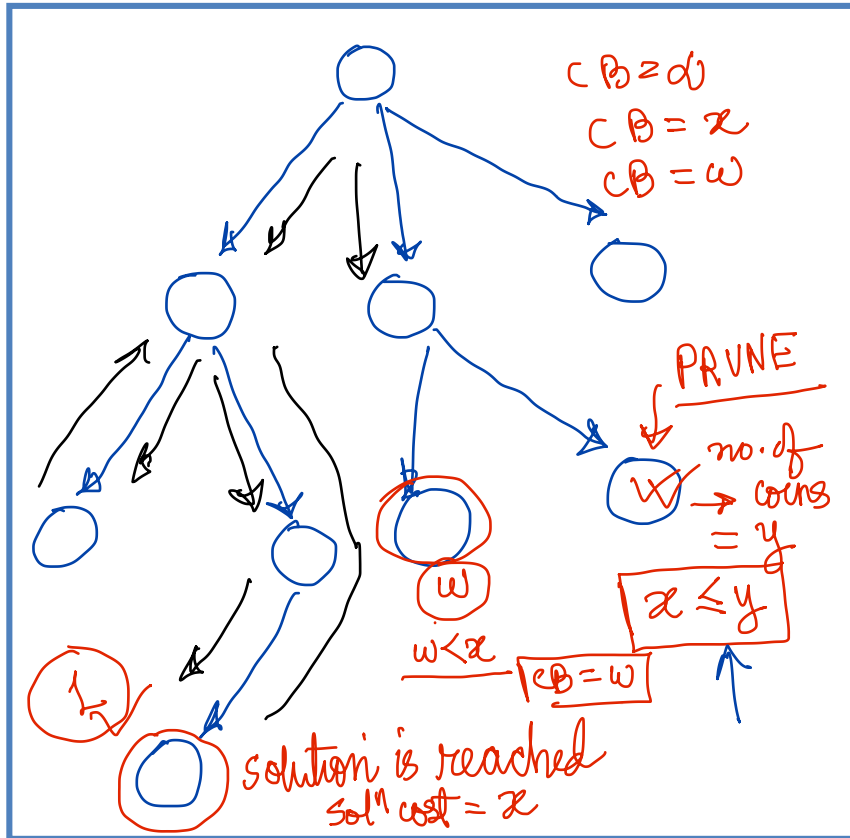 CB = ∞
CB = x
CB = w
PRUNE
W
no. of
→ coins
= y
x ≤ y
w
w < x
CB = w
L
solution is reached
solⁿ cost = x